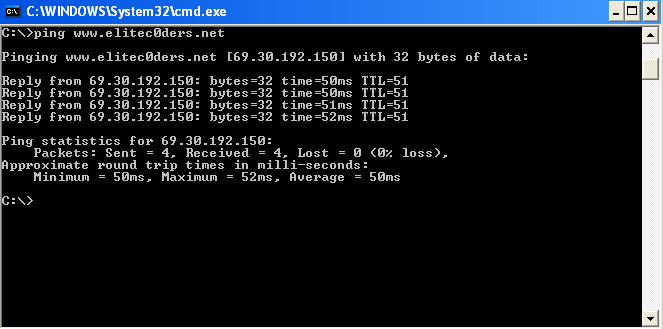 C:\WINDOWS\System32\cmd.exe
C:\>ping www.elitec0ders.net
Pinging www.elitec0ders.net [69.30.192.150] with 32 bytes of data:
Reply from 69.30.192.150: bytes=32 time=50ms TTL=51
Reply from 69.30.192.150: bytes=32 time=50ms TTL=51
Reply from 69.30.192.150: bytes=32 time=51ms TTL=51
Reply from 69.30.192.150: bytes=32 time=52ms TTL=51
Ping statistics for 69.30.192.150:
    Packets: Sent = 4, Received = 4, Lost = 0 (0% loss),
Approximate round trip times in milli-seconds:
    Minimum = 50ms, Maximum = 52ms, Average = 50ms
C:\>